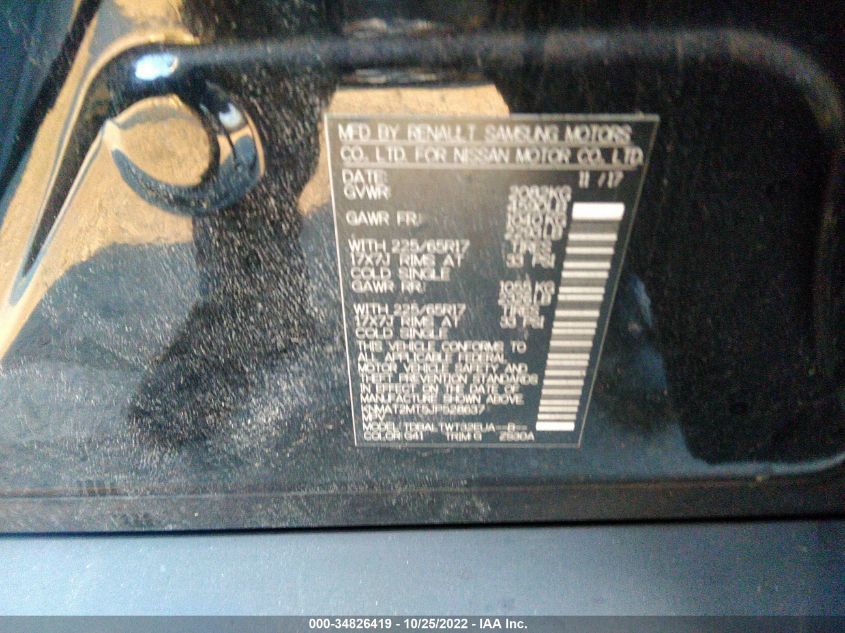 MFD BY RENAULT SAMSUNG MOTORS
CO., LTD. FOR NISSAN MOTOR CO., LTD.
DATE: 11 / 17
GVWR: 2082KG
GAWR FR: 1040 KG
WITH 225/65R17 TIRES
17X7J RIMS AT 33 PSI
COLD SINGLE
GAWR RR: KG
WITH 225/65R17 TIRES
17X7J RIMS AT 33 PSI
COLD SINGLE
THIS VEHICLE CONFORMS TO
ALL APPLICABLE FEDERAL
MOTOR VEHICLE SAFETY AND
THEFT PREVENTION STANDARDS
IN EFFECT ON THE DATE OF
MANUFACTURE SHOWN ABOVE.
KNMAT2MT5JP528637
MPV
MODEL:
COLOR: G41 TRIM: G
000-34826419 - 10/25/2022 - IAA Inc.